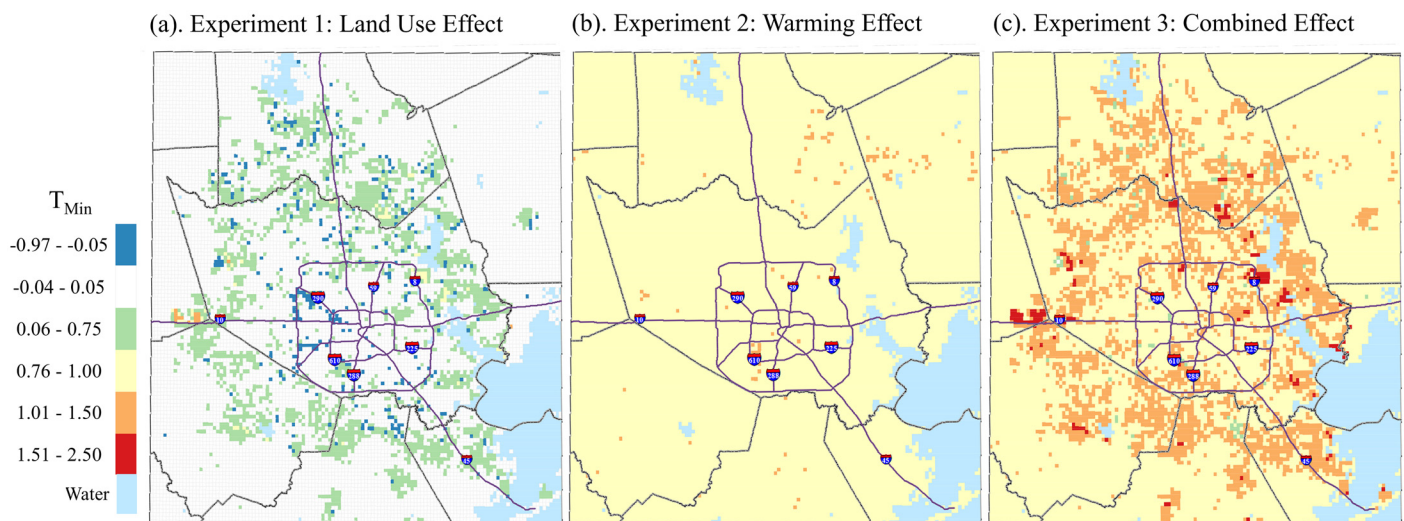 (a). Experiment 1: Land Use Effect
(b). Experiment 2: Warming Effect
(c). Experiment 3: Combined Effect
T_Min
-0.97 - -0.05
-0.04 - 0.05
0.06 - 0.75
0.76 - 1.00
1.01 - 1.50
1.51 - 2.50
Water
290
59
8
10
610
225
288
45
290
59
8
10
610
225
288
45
290
59
8
10
610
225
288
45